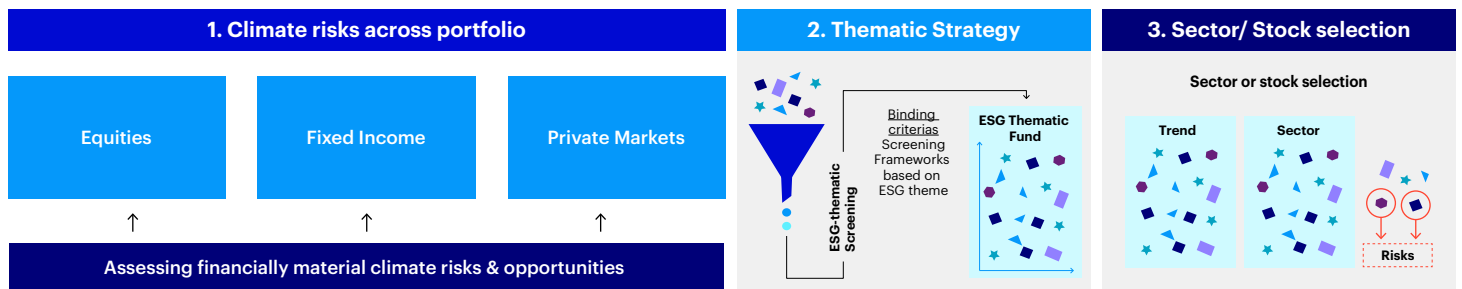 1. Climate risks across portfolio
Equities
Fixed Income
Private Markets
Assessing financially material climate risks & opportunities
2. Thematic Strategy
ESG-thematic
Screening
Binding
criterias
Screening
Frameworks
based on
ESG theme
ESG Thematic
Fund
3. Sector/ Stock selection
Sector or stock selection
Trend
Sector
Risks